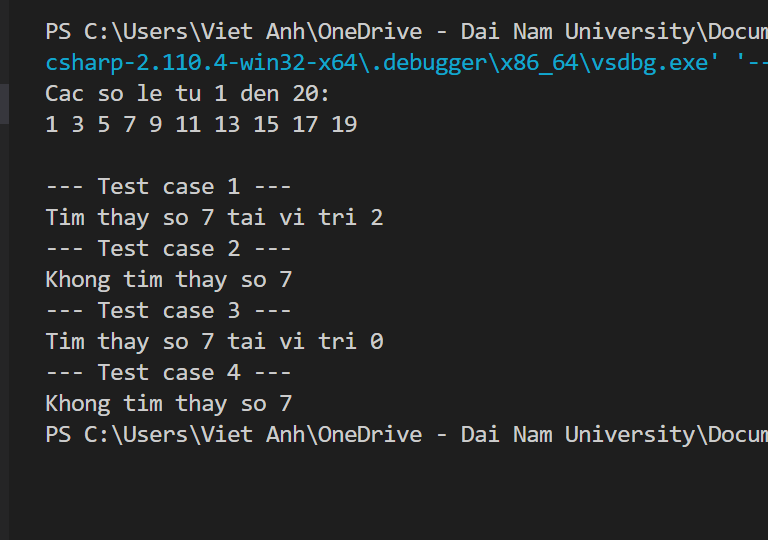 PS C:\Users\Viet Anh\OneDrive - Dai Nam University\Docum
csharp-2.110.4-win32-x64\.debugger\x86_64\vsdbg.exe' '--
Cac so le tu 1 den 20:
1 3 5 7 9 11 13 15 17 19
--- Test case 1 ---
Tim thay so 7 tai vi tri 2
--- Test case 2 ---
Khong tim thay so 7
--- Test case 3 ---
Tim thay so 7 tai vi tri 0
--- Test case 4 ---
Khong tim thay so 7
PS C:\Users\Viet Anh\OneDrive - Dai Nam University\Docum